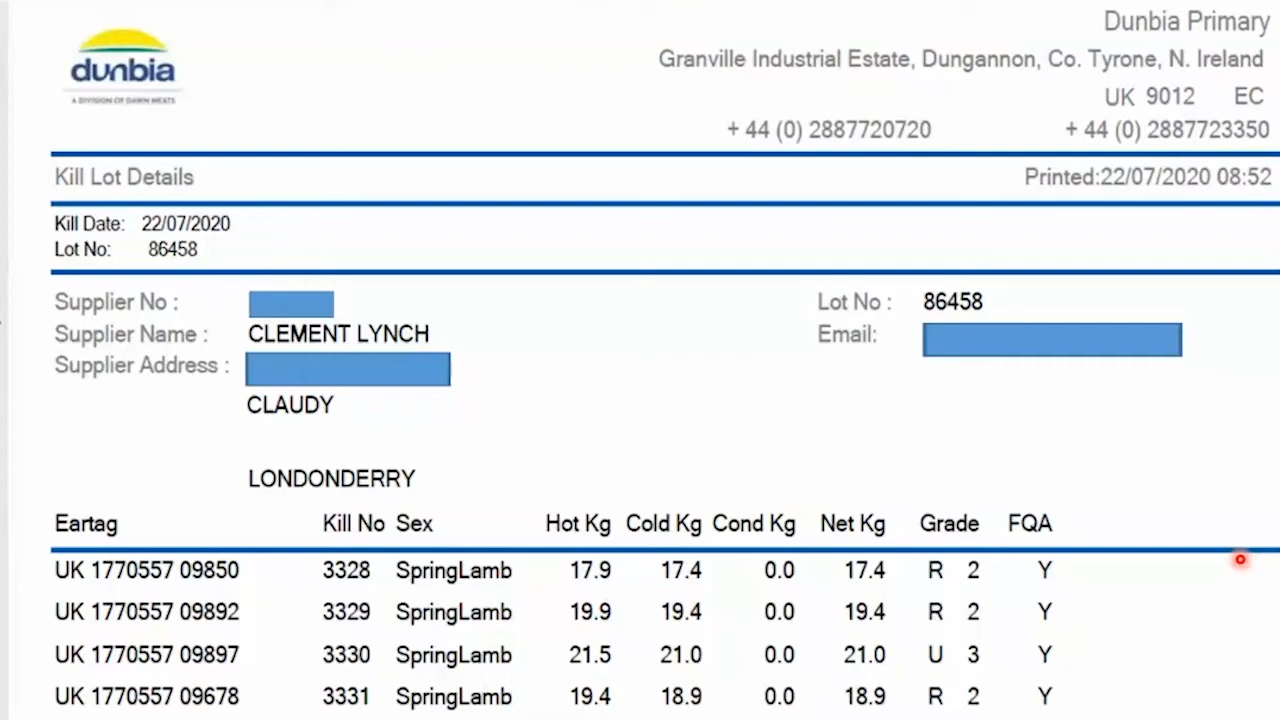 dunbia
A DIVISION OF DAWN MEATS
Dunbia Primary
Granville Industrial Estate, Dungannon, Co. Tyrone, N. Ireland
UK 9012 EC
+ 44 (0) 2887720720 + 44 (0) 2887723350
Kill Lot Details Printed:22/07/2020 08:52
Kill Date: 22/07/2020
Lot No: 86458
Supplier No : Lot No : 86458
Supplier Name : CLEMENT LYNCH Email:
Supplier Address :
CLAUDY
LONDONDERRY
Eartag Kill No Sex Hot Kg Cold Kg Cond Kg Net Kg Grade FQA
UK 1770557 09850 3328 SpringLamb 17.9 17.4 0.0 17.4 R 2 Y
UK 1770557 09892 3329 SpringLamb 19.9 19.4 0.0 19.4 R 2 Y
UK 1770557 09897 3330 SpringLamb 21.5 21.0 0.0 21.0 U 3 Y
UK 1770557 09678 3331 SpringLamb 19.4 18.9 0.0 18.9 R 2 Y